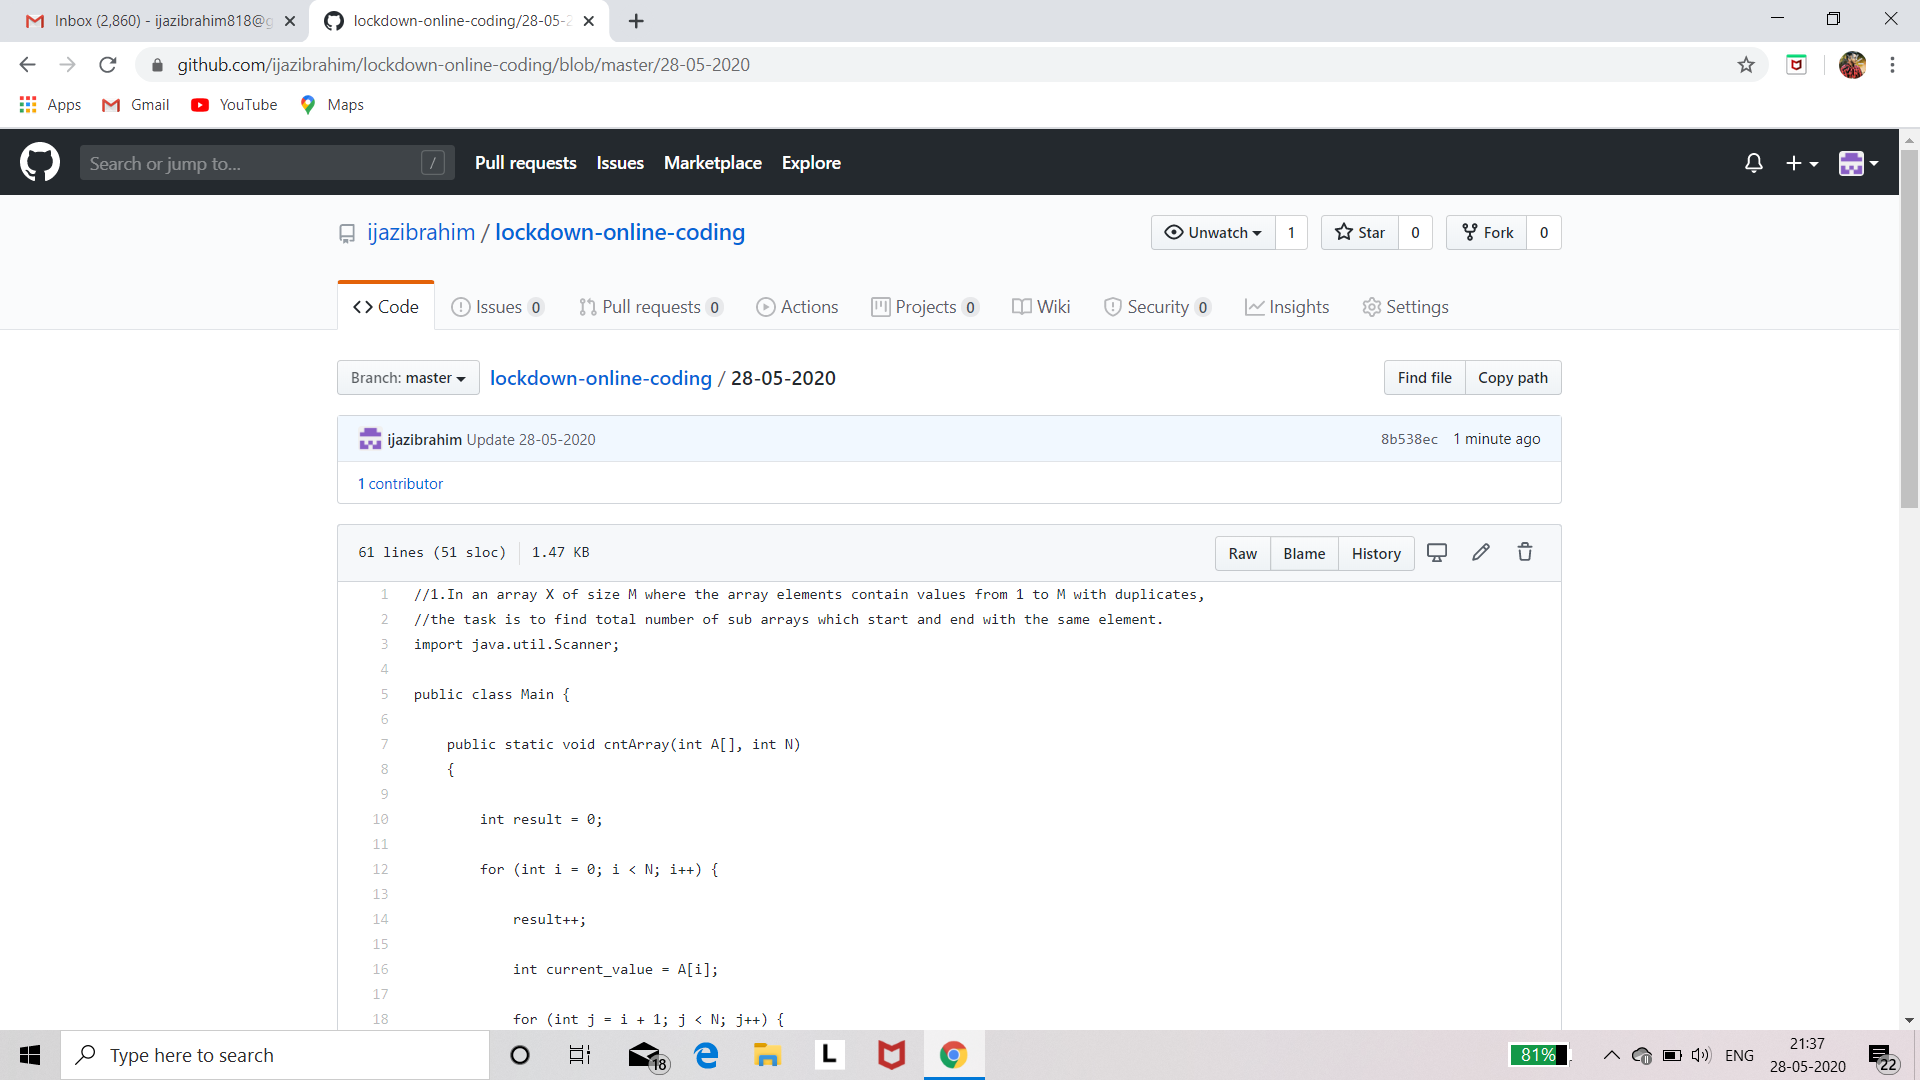 Inbox (2,860) - ijazibrahim818@g
lockdown-online-coding/28-05-2
github.com/ijazibrahim/lockdown-online-coding/blob/master/28-05-2020
Apps Gmail YouTube Maps
Search or jump to... /
Pull requests Issues Marketplace Explore
ijazibrahim / lockdown-online-coding
Unwatch 1 Star 0 Fork 0
Code Issues 0 Pull requests 0 Actions Projects 0 Wiki Security 0 Insights Settings
Branch: master lockdown-online-coding / 28-05-2020 Find file Copy path
ijazibrahim Update 28-05-2020 8b538ec 1 minute ago
1 contributor
61 lines (51 sloc) 1.47 KB Raw Blame History
1 //1.In an array X of size M where the array elements contain values from 1 to M with duplicates,
2 //the task is to find total number of sub arrays which start and end with the same element.
3 import java.util.Scanner;
4
5 public class Main {
6
7 public static void cntArray(int A[], int N)
8 {
9
10 int result = 0;
11
12 for (int i = 0; i < N; i++) {
13
14 result++;
15
16 int current_value = A[i];
17
18 for (int j = i + 1; j < N; j++) {
Type here to search
18
L
81%
ENG
21:37
28-05-2020
22